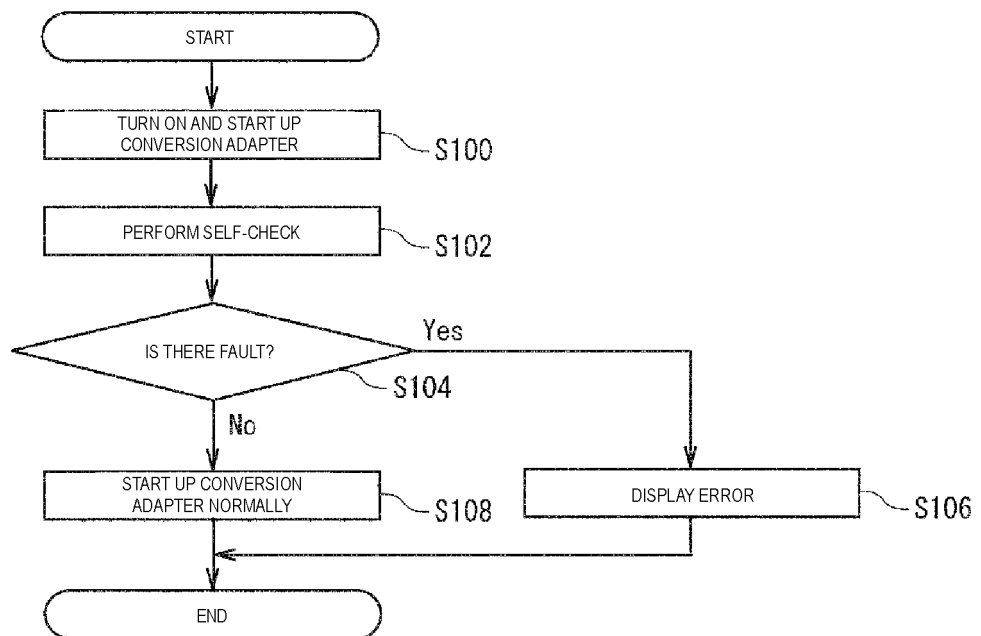 START
TURN ON AND START UP
CONVERSION ADAPTER
S100
PERFORM SELF-CHECK
S102
IS THERE FAULT?
Yes
S104
No
START UP CONVERSION
ADAPTER NORMALLY
S108
DISPLAY ERROR
S106
END